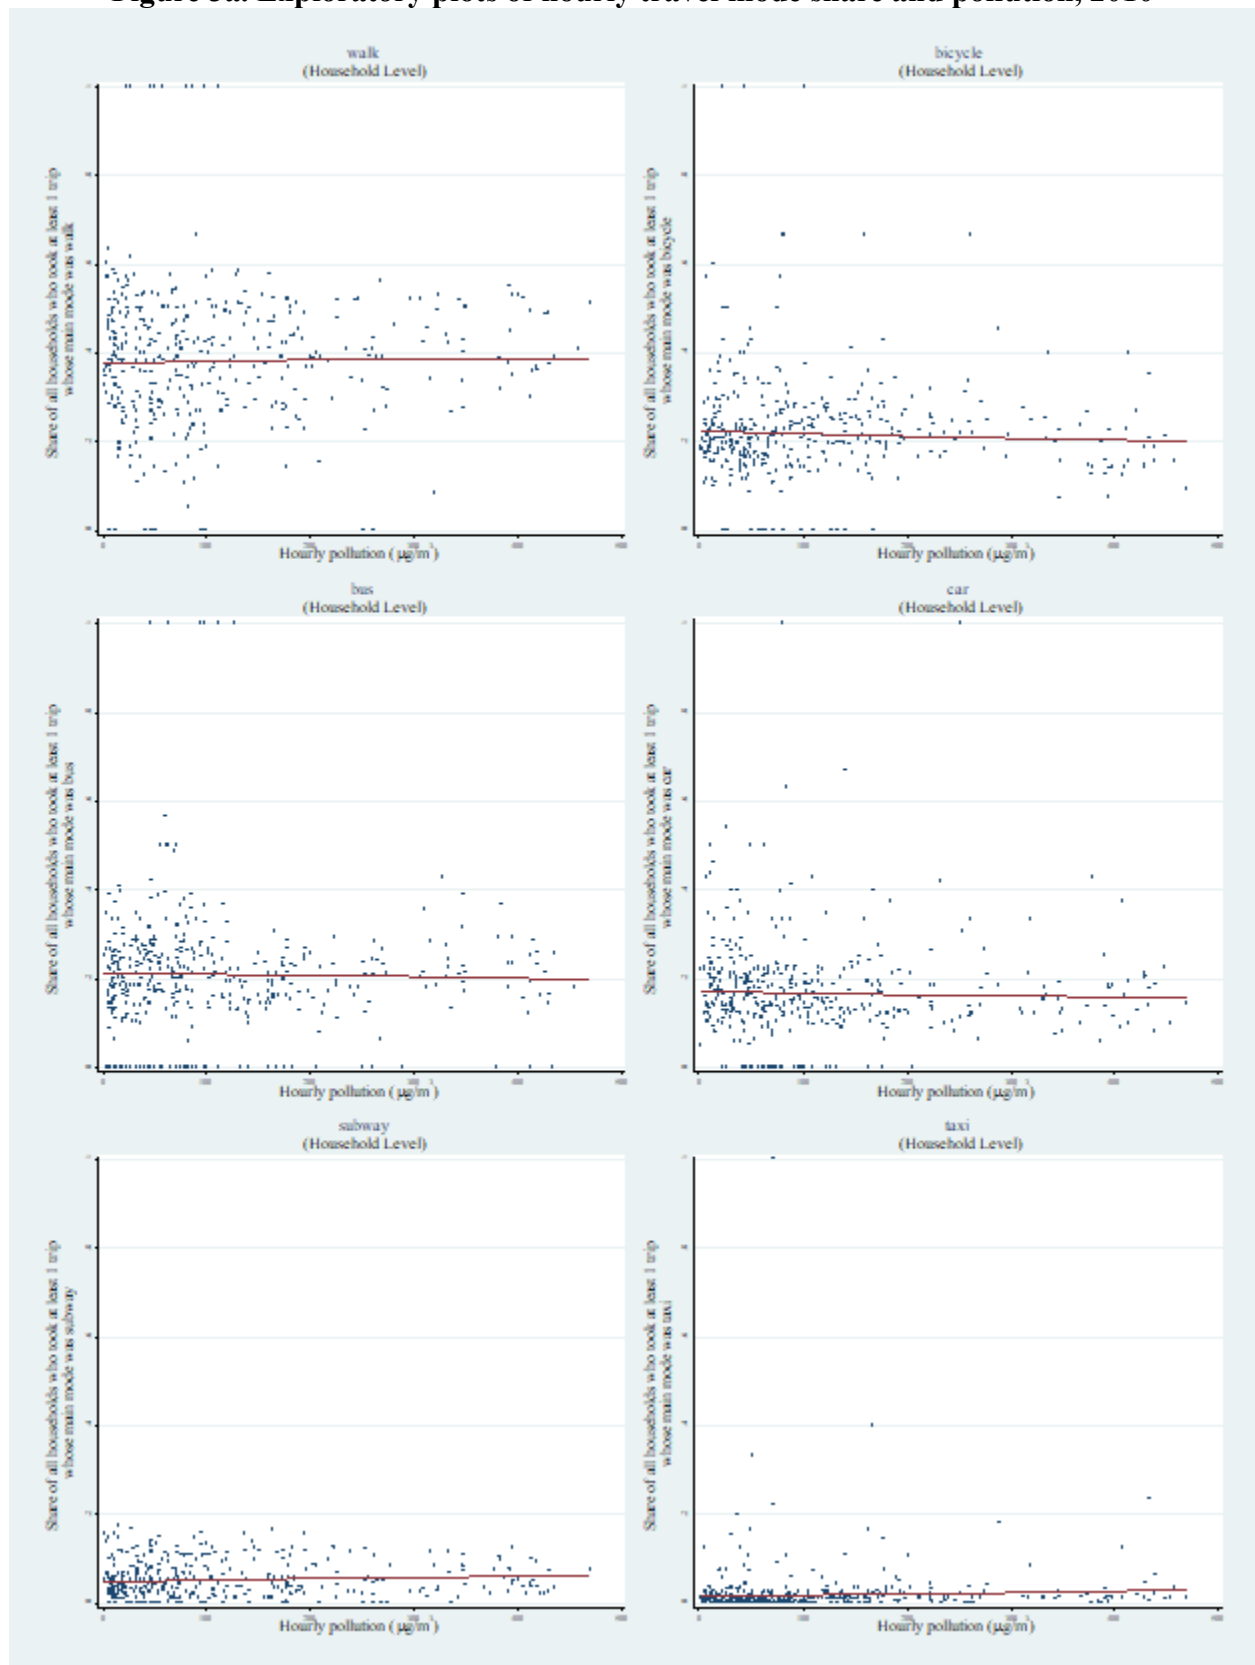 Figure 3a. Exploratory plots of hourly travel mode share and pollution, 2010
walk
(Household Level)
Share of all households who took at least 1 trip
whose main mode was walk
Hourly pollution (μg/m³)
bicycle
(Household Level)
Share of all households who took at least 1 trip
whose main mode was bicycle
Hourly pollution (μg/m³)
bus
(Household Level)
Share of all households who took at least 1 trip
whose main mode was bus
Hourly pollution (μg/m³)
car
(Household Level)
Share of all households who took at least 1 trip
whose main mode was car
Hourly pollution (μg/m³)
subway
(Household Level)
Share of all households who took at least 1 trip
whose main mode was subway
Hourly pollution (μg/m³)
taxi
(Household Level)
Share of all households who took at least 1 trip
whose main mode was taxi
Hourly pollution (μg/m³)